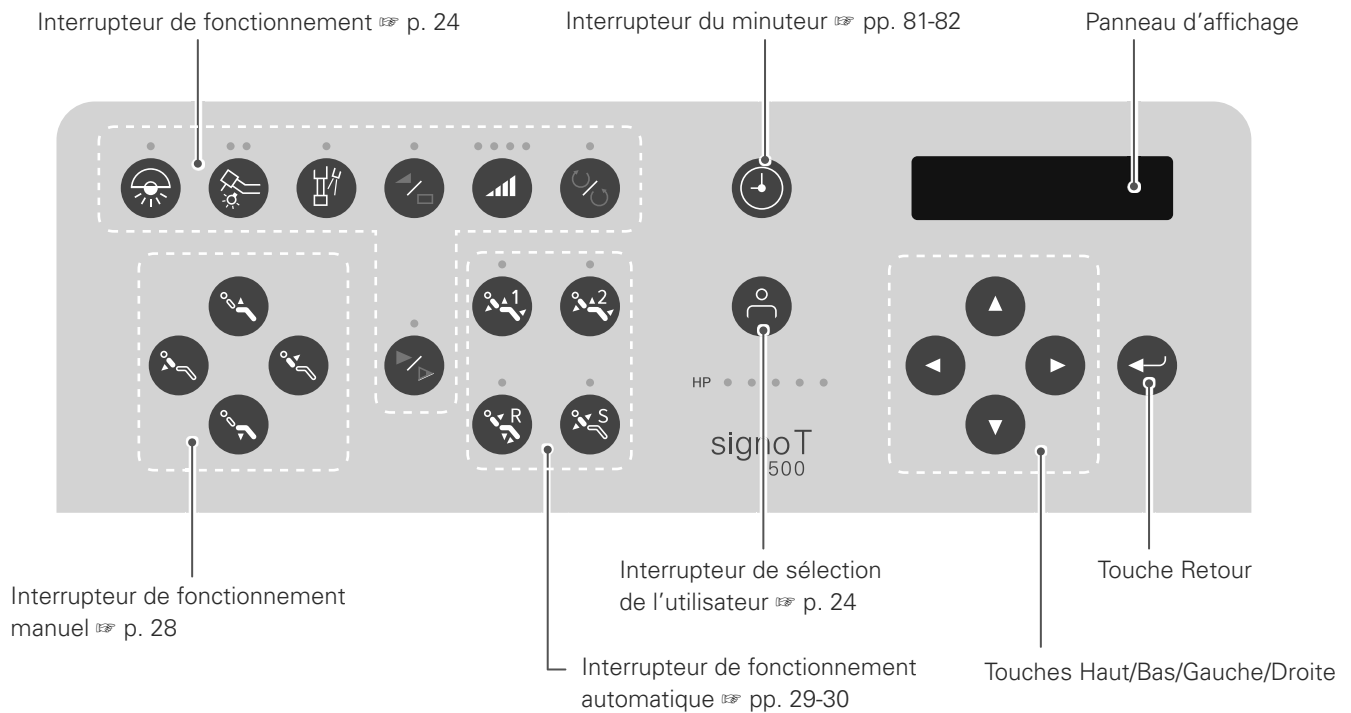 Interrupteur de fonctionnement ☞ p. 24
Interrupteur du minuteur ☞ pp. 81-82
Panneau d’affichage
1
2
HP
R
S
signo T
500
Interrupteur de fonctionnement
manuel ☞ p. 28
Interrupteur de sélection
de l’utilisateur ☞ p. 24
Touche Retour
Interrupteur de fonctionnement
automatique ☞ pp. 29-30
Touches Haut/Bas/Gauche/Droite